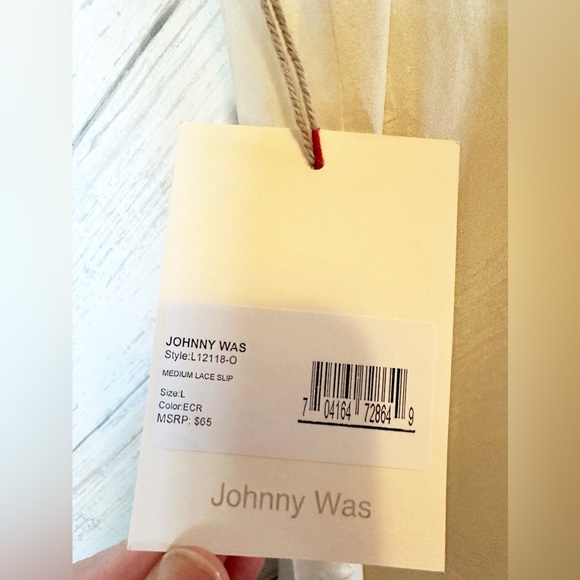 JOHNNY WAS
Style:L12118-O
MEDIUM LACE SLIP
Size:L
Color:ECR
MSRP: $65
7 04164 72864 9
Johnny Was